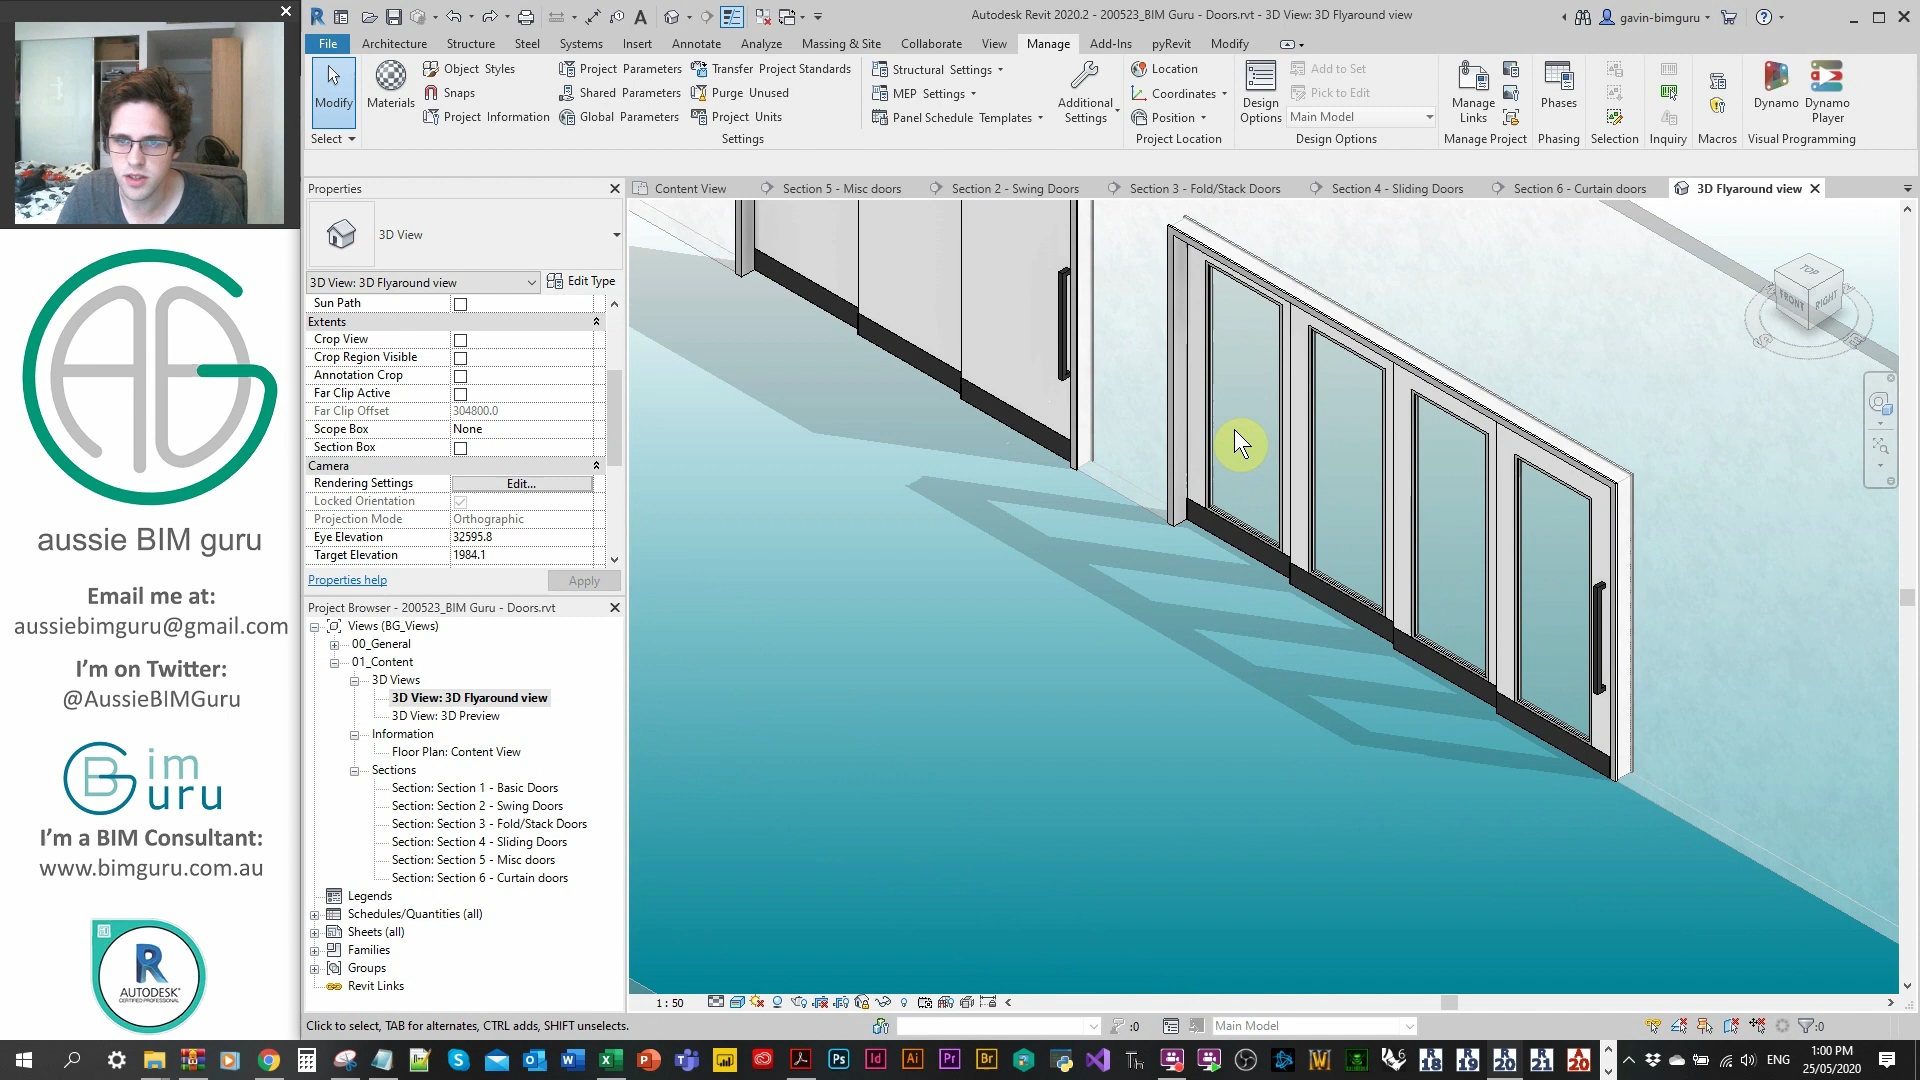 Autodesk Revit 2020.2 - 200523_BIM Guru - Doors.rvt - 3D View: 3D Flyaround view
gavin-bimguru
File Architecture Structure Steel Systems Insert Annotate Analyze Massing & Site Collaborate View Manage Add-Ins pyRevit Modify
Object Styles Project Parameters Transfer Project Standards Structural Settings Location Add to Set
Snaps Shared Parameters Purge Unused MEP Settings Coordinates Pick to Edit
Modify Materials Additional Settings Design Options Manage Links Phases Dynamo Dynamo Player
Project Information Global Parameters Project Units Panel Schedule Templates Position Main Model
Select Settings Project Location Design Options Manage Project Phasing Selection Inquiry Macros Visual Programming
Properties
Content View Section 5 - Misc doors Section 2 - Swing Doors Section 3 - Fold/Stack Doors Section 4 - Sliding Doors Section 6 - Curtain doors 3D Flyaround view
3D View
3D View: 3D Flyaround view Edit Type
Sun Path
Extents
Crop View
Crop Region Visible
Annotation Crop
Far Clip Active
Far Clip Offset 304800.0
Scope Box None
Section Box
Camera
Rendering Settings Edit...
Locked Orientation
Projection Mode Orthographic
Eye Elevation 32595.8
Target Elevation 1984.1
Properties help Apply
Project Browser - 200523_BIM Guru - Doors.rvt
Views (BG_Views)
00_General
01_Content
3D Views
3D View: 3D Flyaround view
3D View: 3D Preview
Information
Floor Plan: Content View
Sections
Section: Section 1 - Basic Doors
Section: Section 2 - Swing Doors
Section: Section 3 - Fold/Stack Doors
Section: Section 4 - Sliding Doors
Section: Section 5 - Misc doors
Section: Section 6 - Curtain doors
Legends
Schedules/Quantities (all)
Sheets (all)
Families
Groups
Revit Links
TOP
FRONT
RIGHT
aussie BIM guru
Email me at:
aussiebimguru@gmail.com
I'm on Twitter:
@AussieBIMGuru
Bim
Guru
I'm a BIM Consultant:
www.bimguru.com.au
R
AUTODESK
CERTIFIED PROFESSIONAL
1 : 50
Click to select, TAB for alternates, CTRL adds, SHIFT unselects.
:0
Main Model
:0
ENG
1:00 PM
25/05/2020